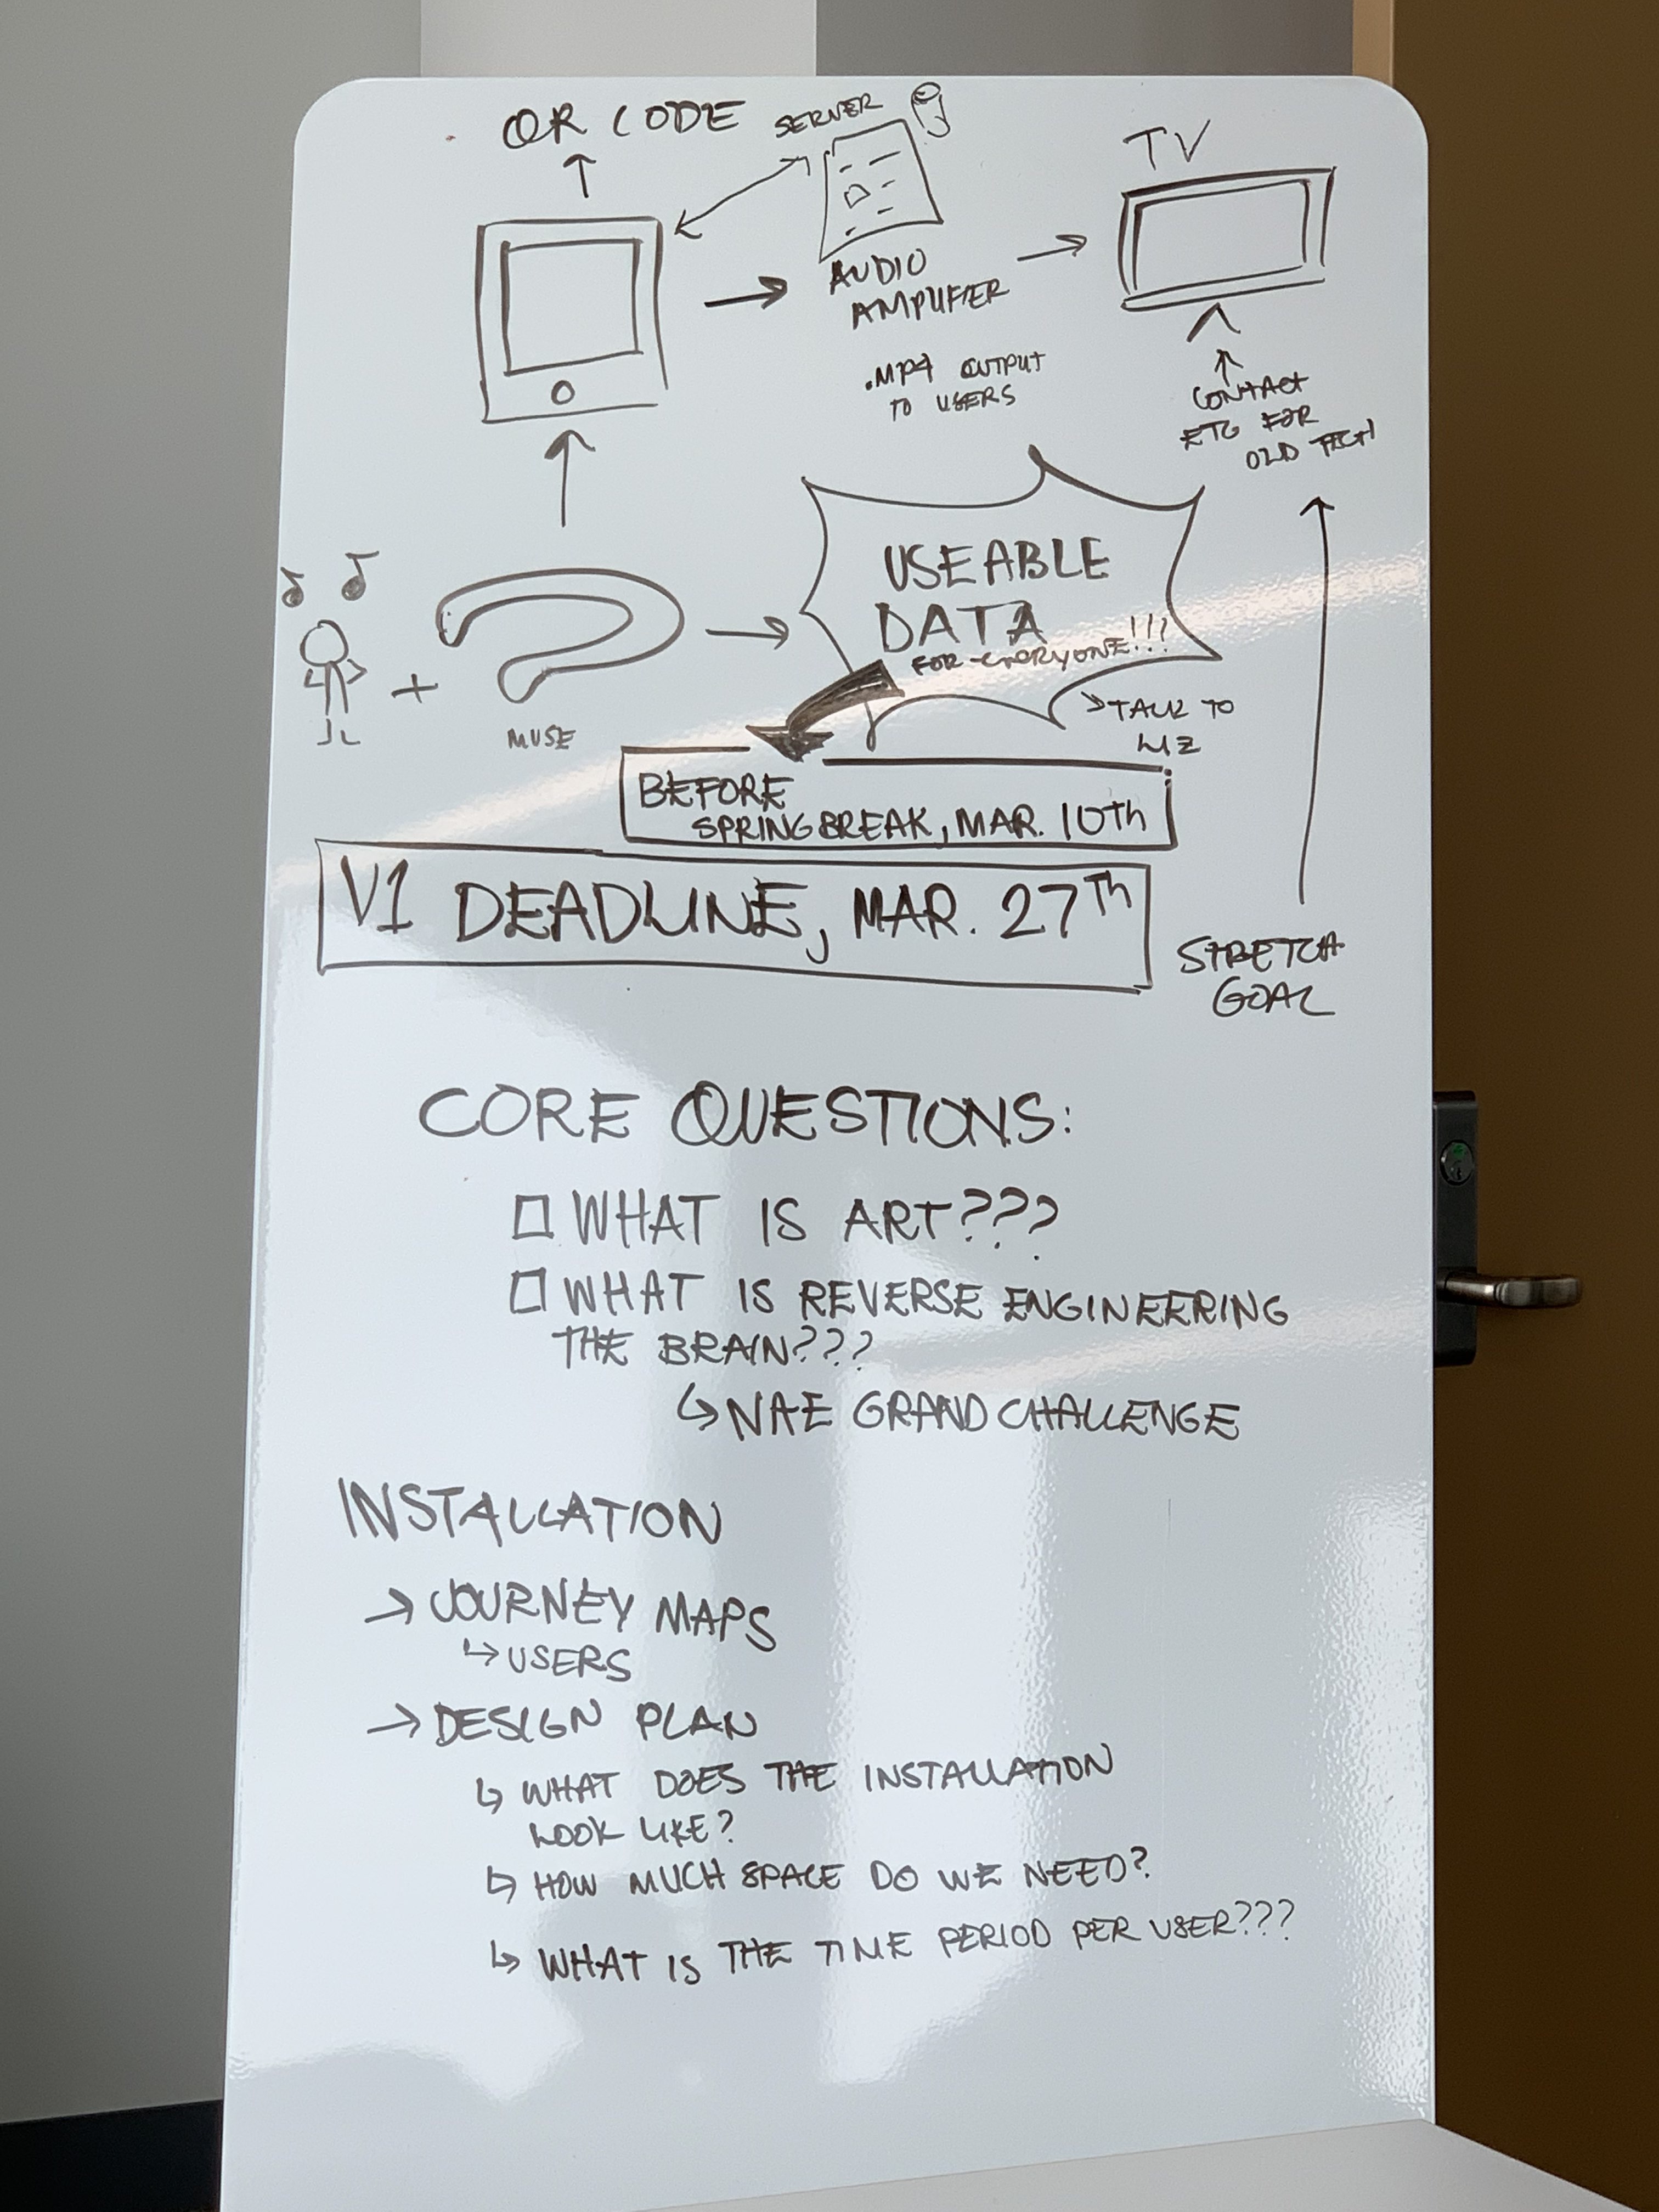 QR CODE
SERVER
TV
AUDIO
AMPLIFIER
.MP4 OUTPUT
TO USERS
CONTACT
ETG FOR
OLD TECH
USEABLE
DATA
FOR EVERYONE!!!
+
MUSE
TALK TO
LIZ
BEFORE
SPRING BREAK, MAR. 10Th
V1 DEADLINE, MAR. 27Th
STRETCH
GOAL
CORE QUESTIONS:
WHAT IS ART???
WHAT IS REVERSE ENGINEERING
THE BRAIN???
↳ NAE GRAND CHALLENGE
INSTALLATION
→ JOURNEY MAPS
↳ USERS
→ DESIGN PLAN
↳ WHAT DOES THE INSTALLATION
LOOK LIKE?
↳ HOW MUCH SPACE DO WE NEED?
↳ WHAT IS THE TIME PERIOD PER USER???